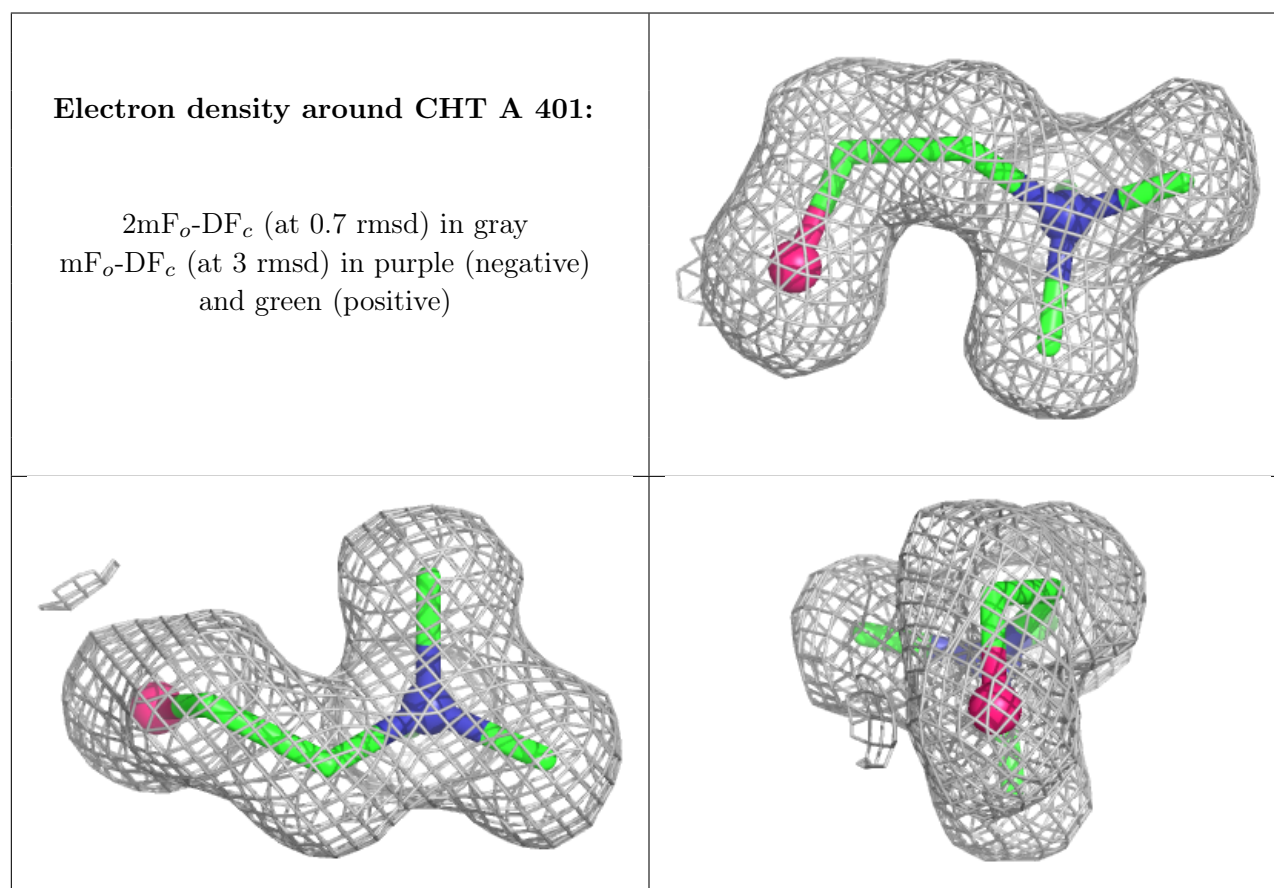 Electron density around CHT A 401:
2mFo-DFc (at 0.7 rmsd) in gray
mFo-DFc (at 3 rmsd) in purple (negative)
and green (positive)